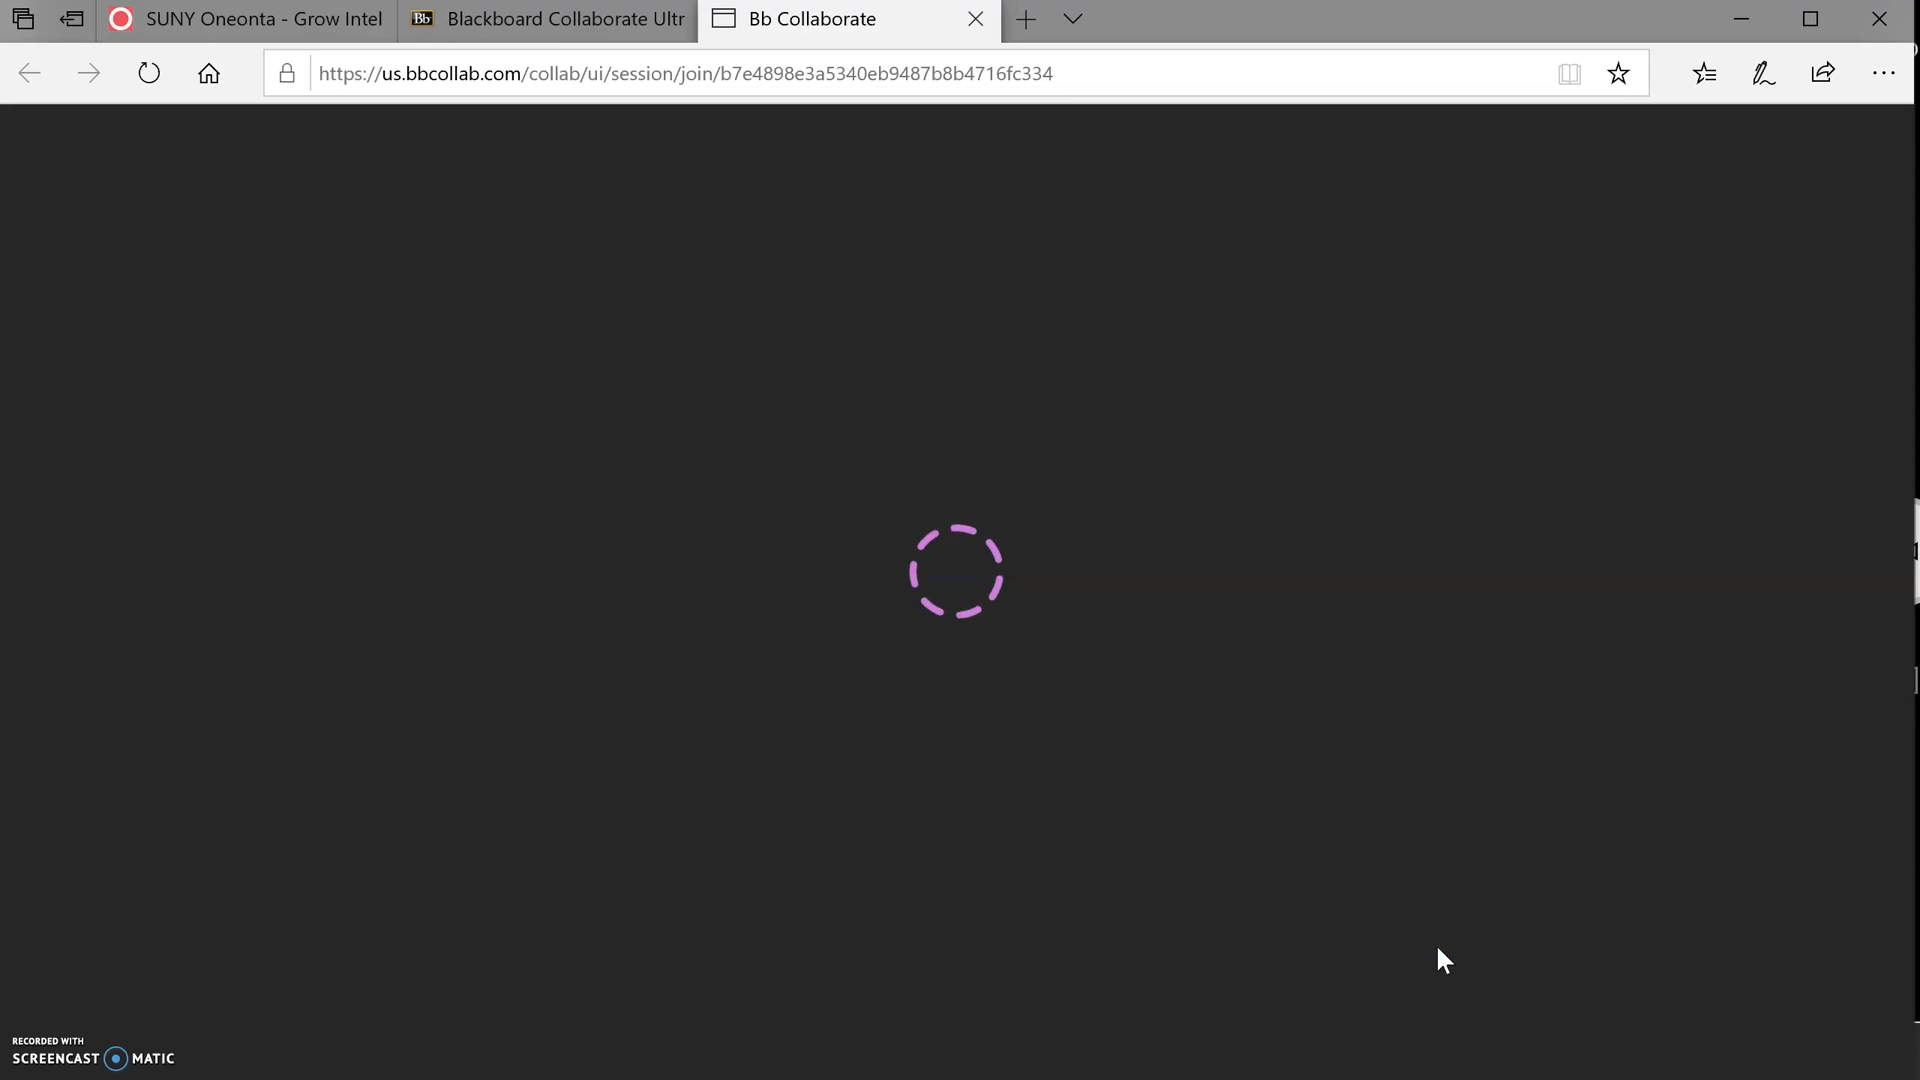 SUNY Oneonta - Grow Intel
Bb Blackboard Collaborate Ultr
Bb Collaborate
https://us.bbcollab.com/collab/ui/session/join/b7e4898e3a5340eb9487b8b4716fc334
RECORDED WITH
SCREENCAST MATIC